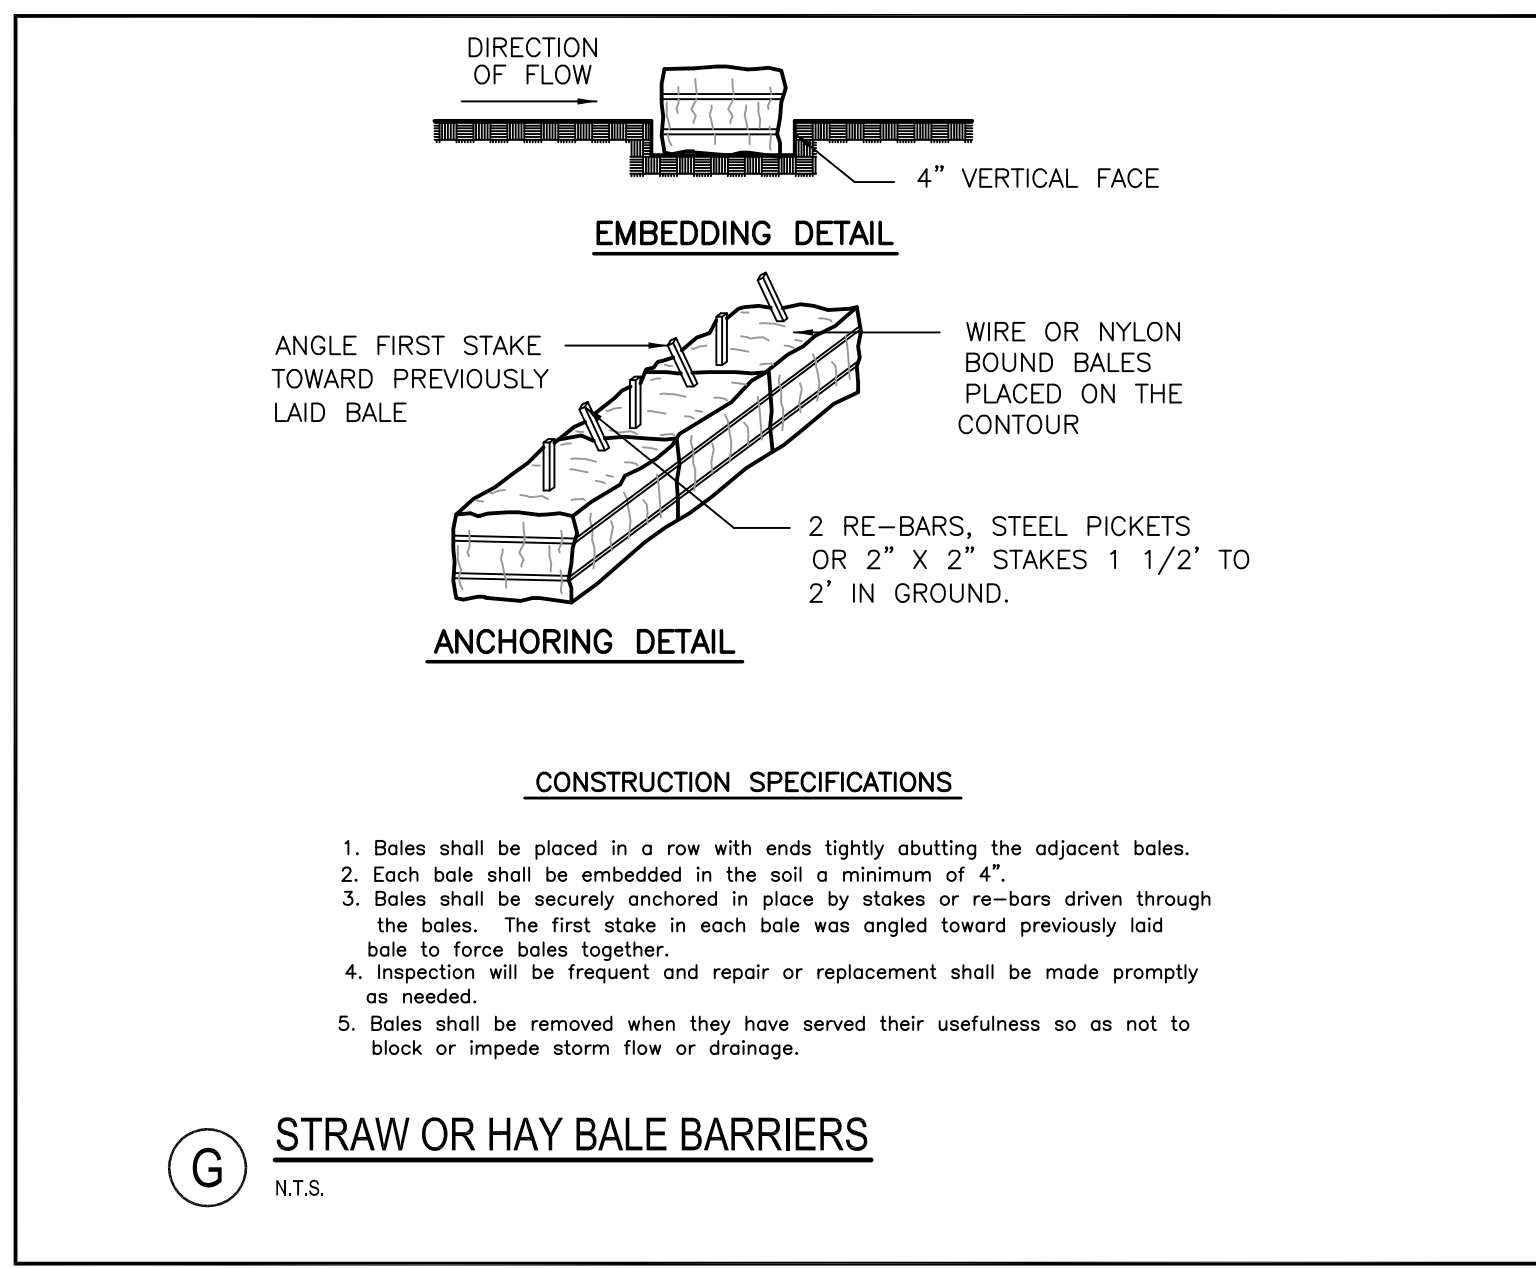 DIRECTION
OF FLOW
4” VERTICAL FACE
EMBEDDING DETAIL
ANGLE FIRST STAKE
TOWARD PREVIOUSLY
LAID BALE
WIRE OR NYLON
BOUND BALES
PLACED ON THE
CONTOUR
2 RE-BARS, STEEL PICKETS
OR 2” X 2” STAKES 1 1/2’ TO
2’ IN GROUND.
ANCHORING DETAIL
CONSTRUCTION SPECIFICATIONS
1. Bales shall be placed in a row with ends tightly abutting the adjacent bales.
2. Each bale shall be embedded in the soil a minimum of 4”.
3. Bales shall be securely anchored in place by stakes or re-bars driven through
the bales. The first stake in each bale was angled toward previously laid
bale to force bales together.
4. Inspection will be frequent and repair or replacement shall be made promptly
as needed.
5. Bales shall be removed when they have served their usefulness so as not to
block or impede storm flow or drainage.
G
STRAW OR HAY BALE BARRIERS
N.T.S.